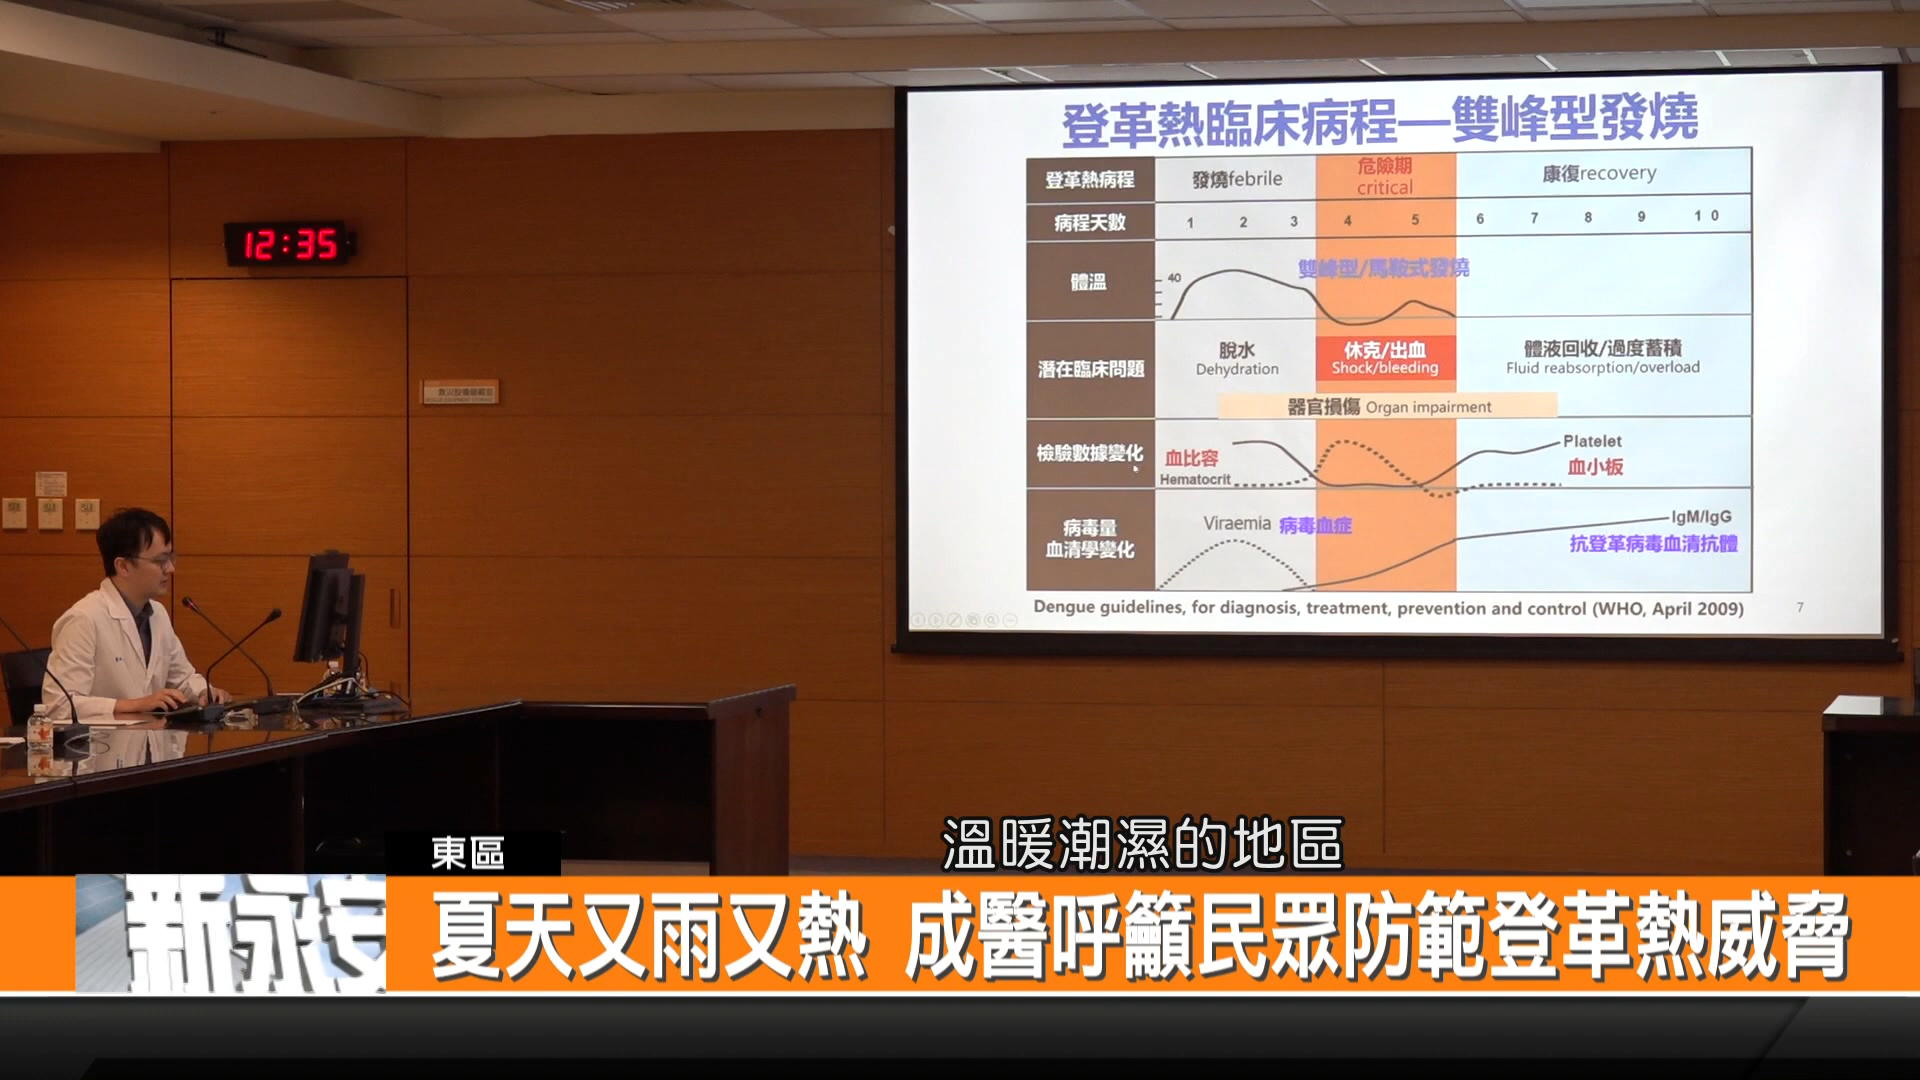 登革熱臨床病程—雙峰型發燒
登革熱病程 發燒febrile 危險期 critical 康復recovery
病程天數 1 2 3 4 5 6 7 8 9 10
體溫 40 雙峰型/馬鞍式發燒
潛在臨床問題 脫水 Dehydration 休克/出血 Shock/bleeding 體液回收/過度蓄積 Fluid reabsorption/overload
器官損傷 Organ impairment
檢驗數據變化 血比容 Hematocrit Platelet 血小板
病毒量 血清學變化 Viraemia 病毒血症 IgM/IgG 抗登革病毒血清抗體
Dengue guidelines, for diagnosis, treatment, prevention and control (WHO, April 2009) 7
12:35
溫暖潮濕的地區
東區
新永安
夏天又雨又熱 成醫呼籲民眾防範登革熱威脅